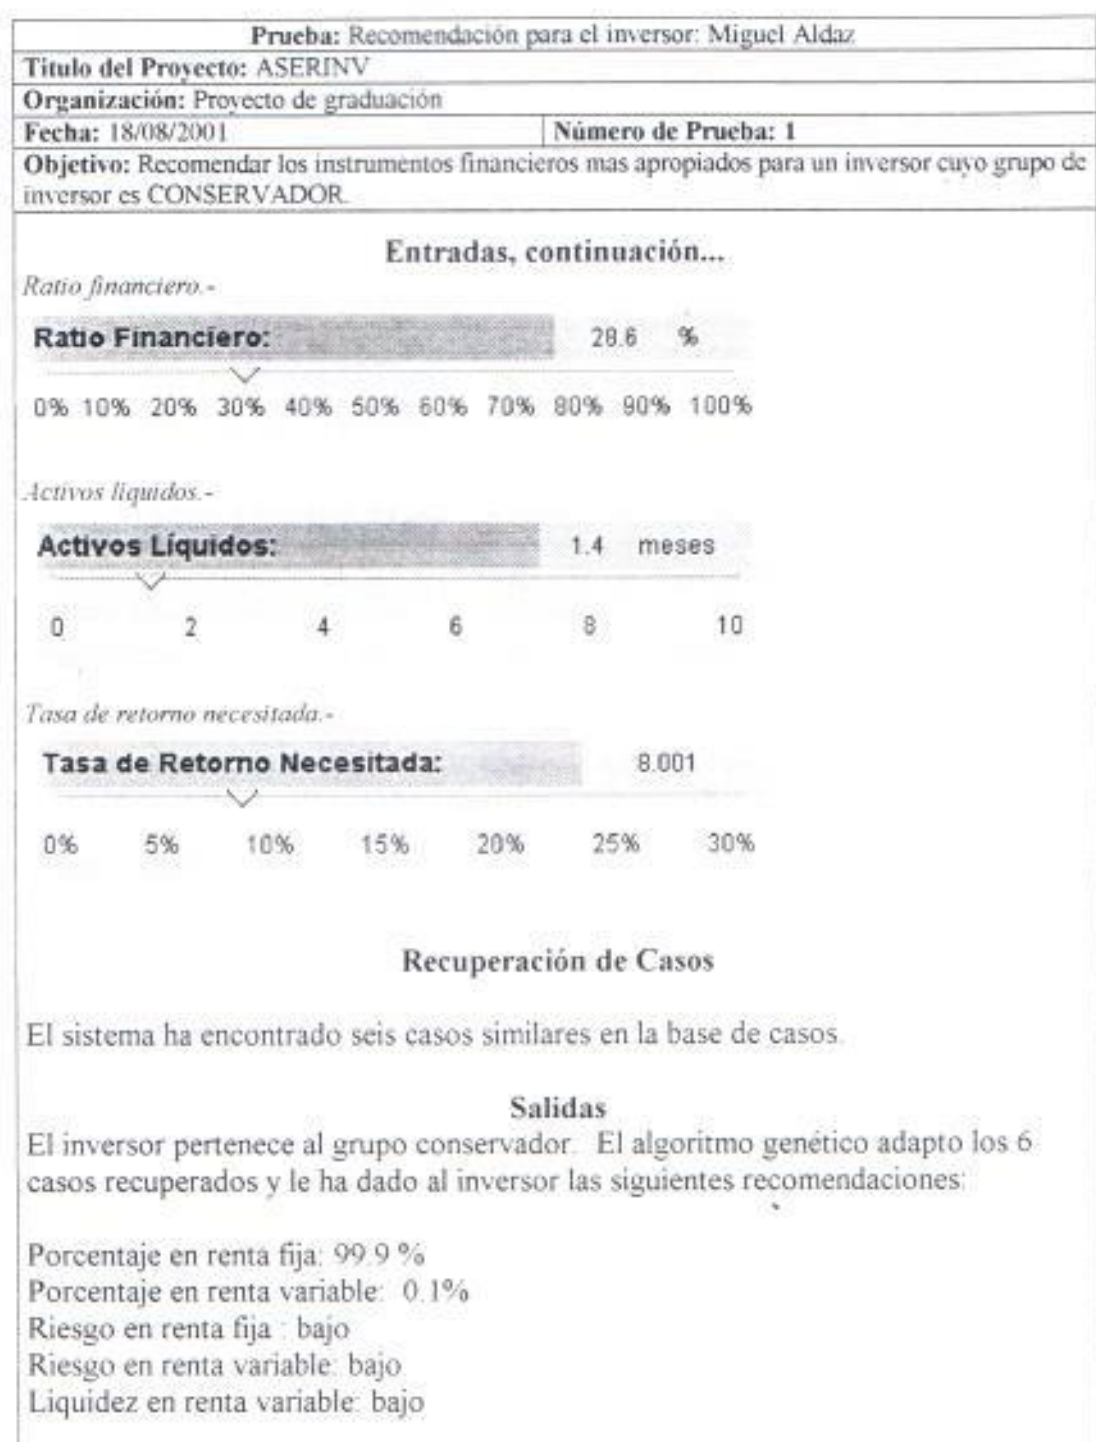 Prueba: Recomendación para el inversor: Miguel Aldaz
Titulo del Proyecto: ASERINV
Organización: Proyecto de graduación
Fecha: 18/08/2001 Número de Prueba: 1
Objetivo: Recomendar los instrumentos financieros mas apropiados para un inversor cuyo grupo de
inversor es CONSERVADOR.
Entradas, continuación...
Ratio financiero.-
Ratio Financiero: 28.6 %
0% 10% 20% 30% 40% 50% 60% 70% 80% 90% 100%
Activos líquidos.-
Activos Líquidos: 1.4 meses
0 2 4 6 8 10
Tasa de retorno necesitada.-
Tasa de Retorno Necesitada: 8.001
0% 5% 10% 15% 20% 25% 30%
Recuperación de Casos
El sistema ha encontrado seis casos similares en la base de casos.
Salidas
El inversor pertenece al grupo conservador. El algoritmo genético adapto los 6
casos recuperados y le ha dado al inversor las siguientes recomendaciones:
Porcentaje en renta fija: 99.9 %
Porcentaje en renta variable: 0.1%
Riesgo en renta fija : bajo
Riesgo en renta variable: bajo
Liquidez en renta variable: bajo